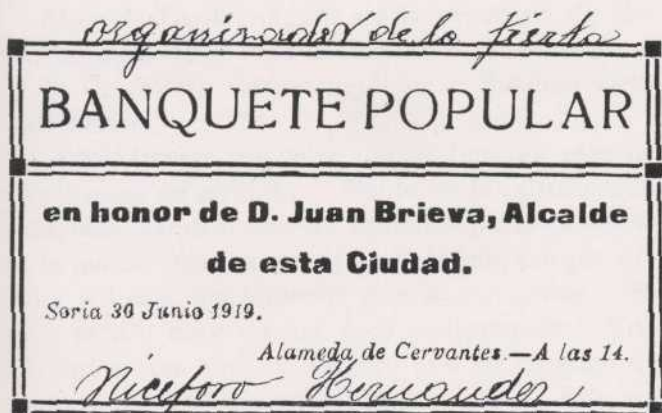 organizador de la fiesta
BANQUETE POPULAR
en honor de D. Juan Brieva, Alcalde
de esta Ciudad.
Soria 30 Junio 1919.
Alameda de Cervantes.—A las 14.
Niceforo Hernandez